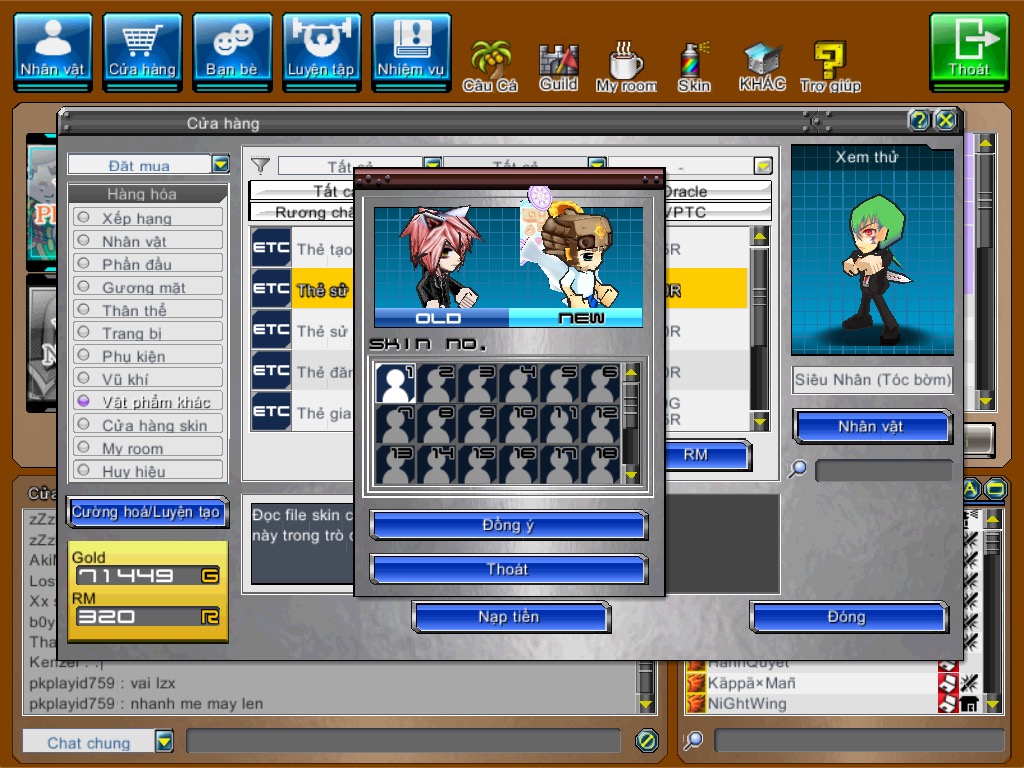 Nhân vật
Cửa hàng
Bạn bè
Luyện tập
Nhiệm vụ
Câu Cá
Guild
My room
Skin
KHÁC
Trợ giúp
Thoát
Cửa hàng
Đặt mua
Hàng hóa
Xếp hạng
Nhân vật
Phần đầu
Gương mặt
Thân thể
Trang bị
Phụ kiện
Vũ khí
Vật phẩm khác
Cửa hàng skin
My room
Huy hiệu
Cường hoá/Luyện tạo
Gold
71449 G
RM
320 R
Tất cả
Tất cả
-
Tất cả
Oracle
Rương
VPTC
ETC Thẻ tạo
ETC Thẻ sử
ETC Thẻ sử
ETC Thẻ
ETC Thẻ gia
RM
Đọc file skin
này trong trò
OLD
NEW
SKIN NO.
1 2 3 4 5 6
7 8 9 10 11 12
13 14 15 16 17 18
Đồng ý
Thoát
Nạp tiền
Xem thử
Siêu Nhân (Tóc bờm)
Nhân vật
Đóng
Kenzei : :|
pkplayid759 : vai lzx
pkplayid759 : nhanh me may len
Chat chung
HanhQuyet
Käppä×Mañ
NiGhtWing